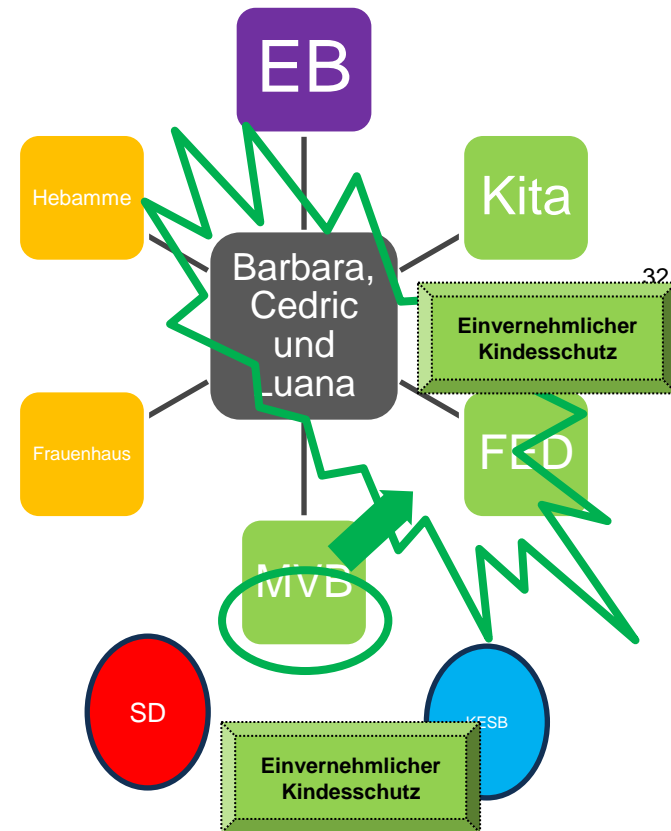 EB
Hebamme
Kita
Barbara,
Cedric
und
Luana
32
Einvernehmlicher
Kindesschutz
Frauenhaus
FED
MVB
SD
KESB
Einvernehmlicher
Kindesschutz